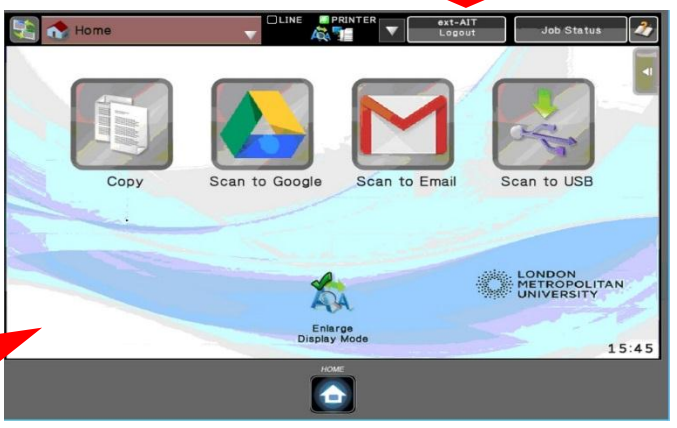 Home
LINE PRINTER
ext-AIT
Logout
Job Status
Copy
Scan to Google
Scan to Email
Scan to USB
LONDON
METROPOLITAN
UNIVERSITY
Enlarge
Display Mode
15:45
HOME